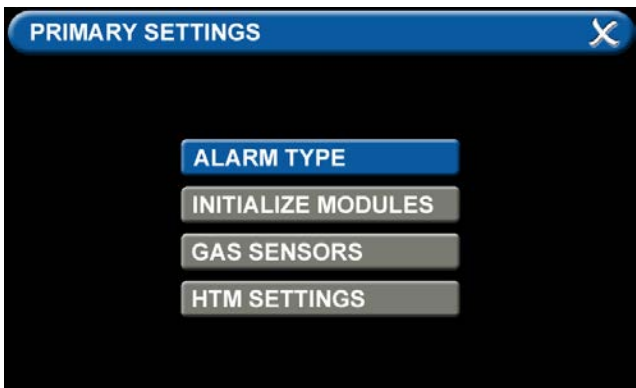 PRIMARY SETTINGS
ALARM TYPE
INITIALIZE MODULES
GAS SENSORS
HTM SETTINGS